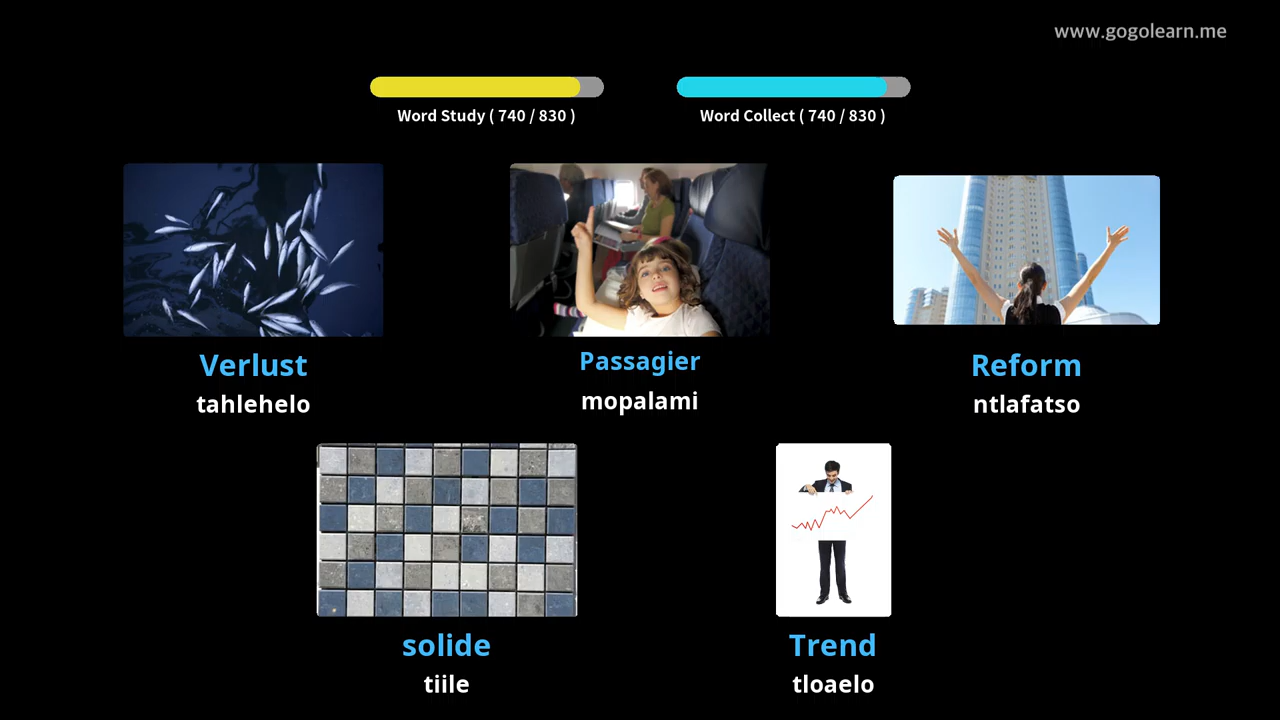 www.gogolearn.me
Word Study ( 740 / 830 )
Word Collect ( 740 / 830 )
Verlust
tahlehelo
Passagier
mopalami
Reform
ntlafatso
solide
tiile
Trend
tloaelo